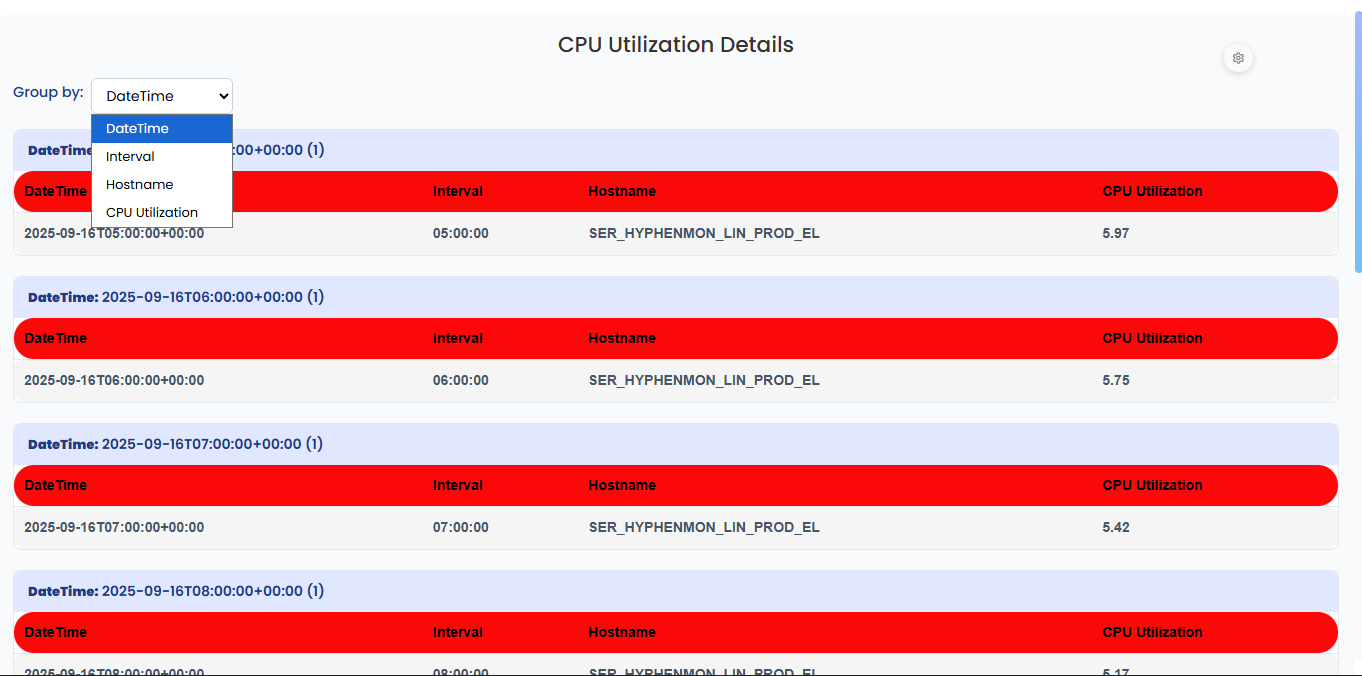 CPU Utilization Details
Group by: DateTime
DateTime
Interval
Hostname
CPU Utilization
DateTime :00+00:00 (1)
DateTime Interval Hostname CPU Utilization
2025-09-16T05:00:00+00:00 05:00:00 SER_HYPHENMON_LIN_PROD_EL 5.97
DateTime: 2025-09-16T06:00:00+00:00 (1)
DateTime Interval Hostname CPU Utilization
2025-09-16T06:00:00+00:00 06:00:00 SER_HYPHENMON_LIN_PROD_EL 5.75
DateTime: 2025-09-16T07:00:00+00:00 (1)
DateTime Interval Hostname CPU Utilization
2025-09-16T07:00:00+00:00 07:00:00 SER_HYPHENMON_LIN_PROD_EL 5.42
DateTime: 2025-09-16T08:00:00+00:00 (1)
DateTime Interval Hostname CPU Utilization
2025-09-16T08:00:00+00:00 08:00:00 SER_HYPHENMON_LIN_PROD_EL 5.17